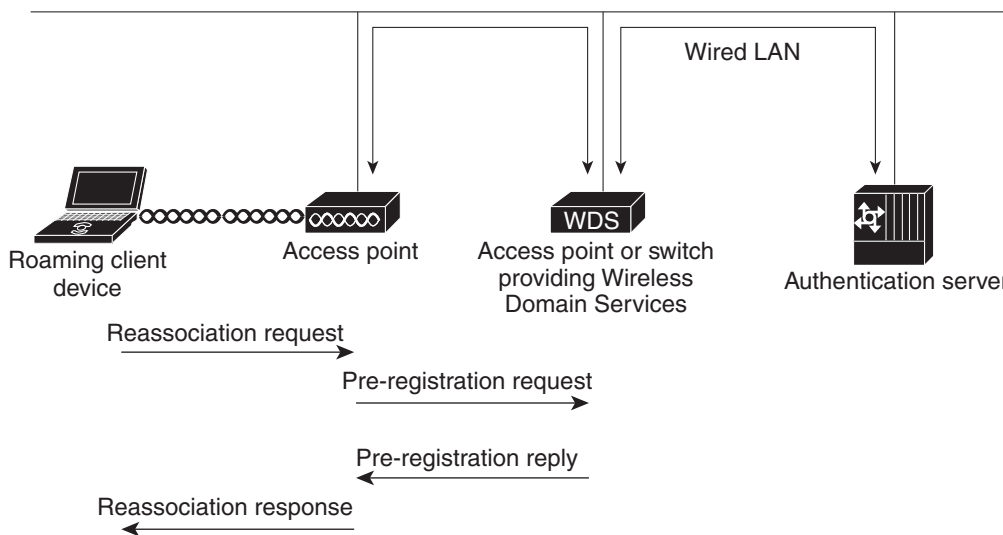 Wired LAN
WDS
Roaming client
device
Access point
Access point or switch
providing Wireless
Domain Services
Authentication server
Reassociation request
Pre-registration request
Pre-registration reply
Reassociation response